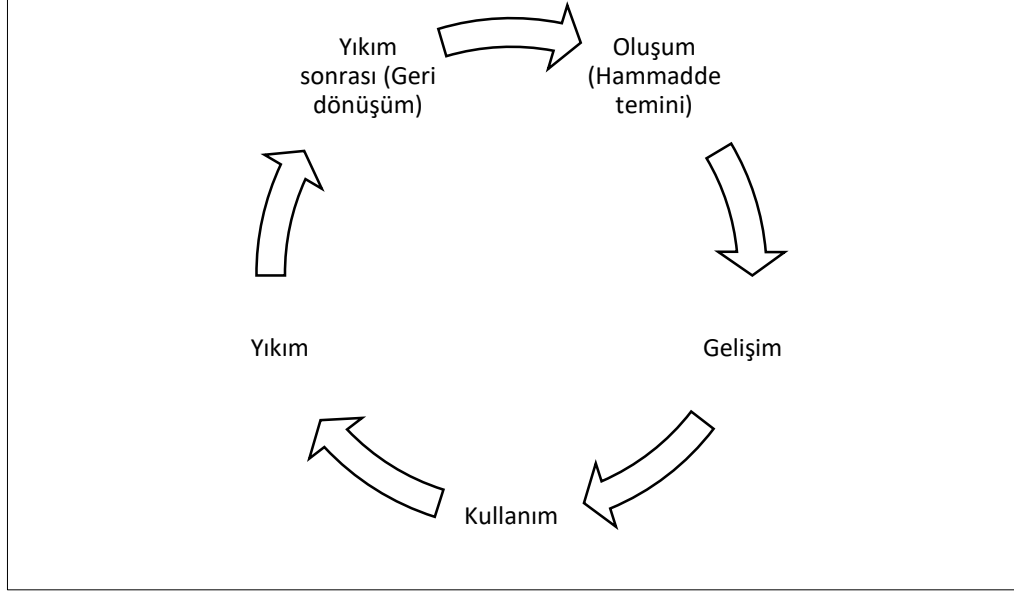 Yıkım
sonrası (Geri
dönüşüm)
Oluşum
(Hammadde
temini)
Gelişim
Kullanım
Yıkım